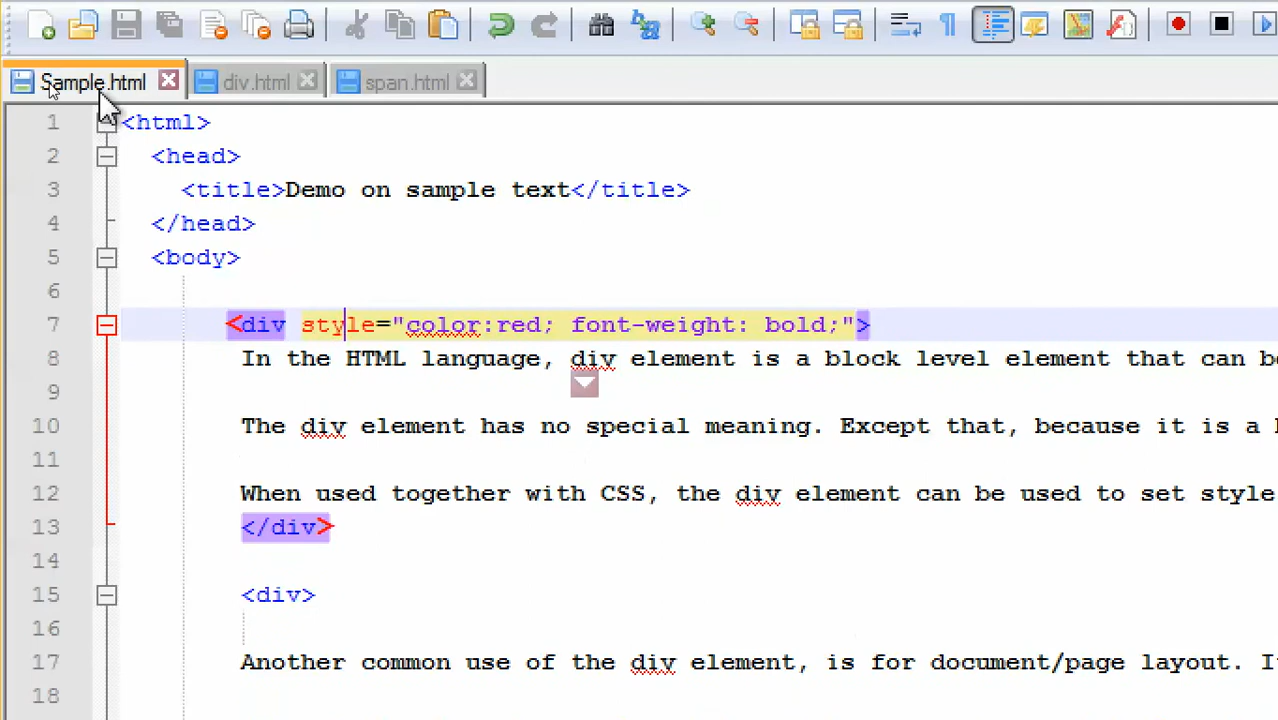 Sample.html div.html span.html
1 <html>
2 <head>
3 <title>Demo on sample text</title>
4 </head>
5 <body>
6
7 <div style="color:red; font-weight: bold;">
8 In the HTML language, div element is a block level element that can be
9
10 The div element has no special meaning. Except that, because it is a
11
12 When used together with CSS, the div element can be used to set style
13 </div>
14
15 <div>
16
17 Another common use of the div element, is for document/page layout.
18